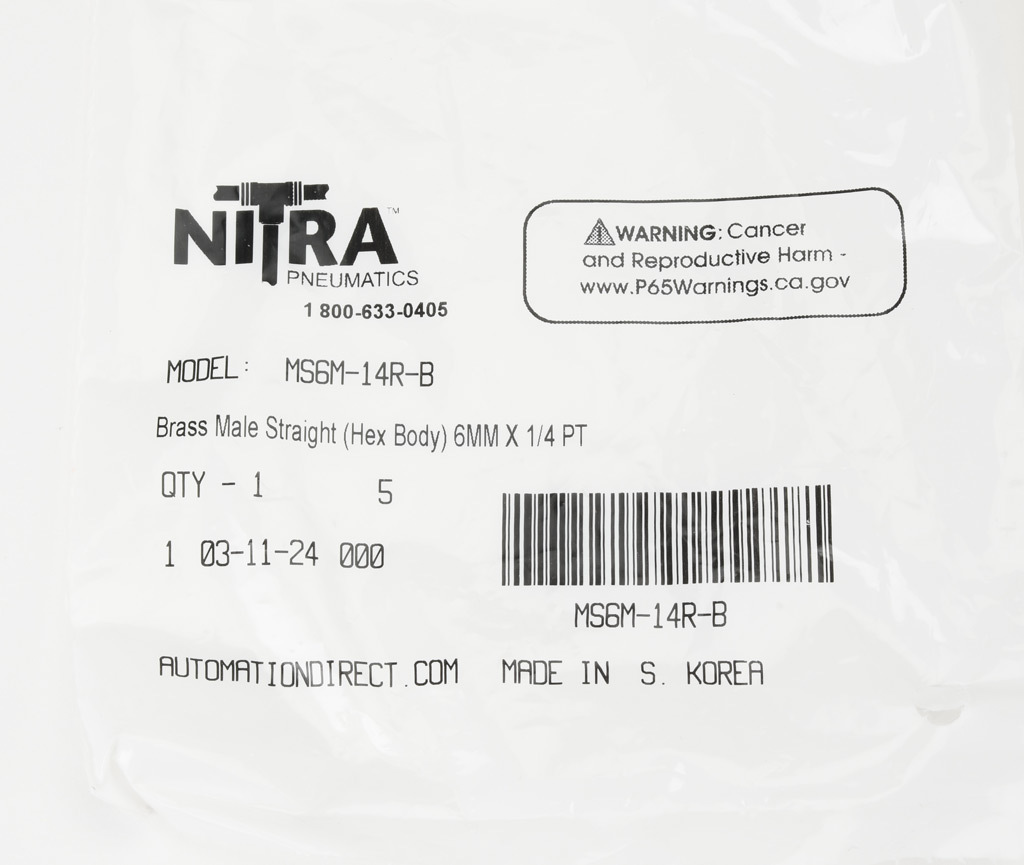 NITRA™
PNEUMATICS
1 800-633-0405
WARNING: Cancer
and Reproductive Harm -
www.P65Warnings.ca.gov
MODEL: MS6M-14R-B
Brass Male Straight (Hex Body) 6MM X 1/4 PT
QTY - 1 5
1 03-11-24 000
MS6M-14R-B
AUTOMATIONDIRECT.COM MADE IN S. KOREA